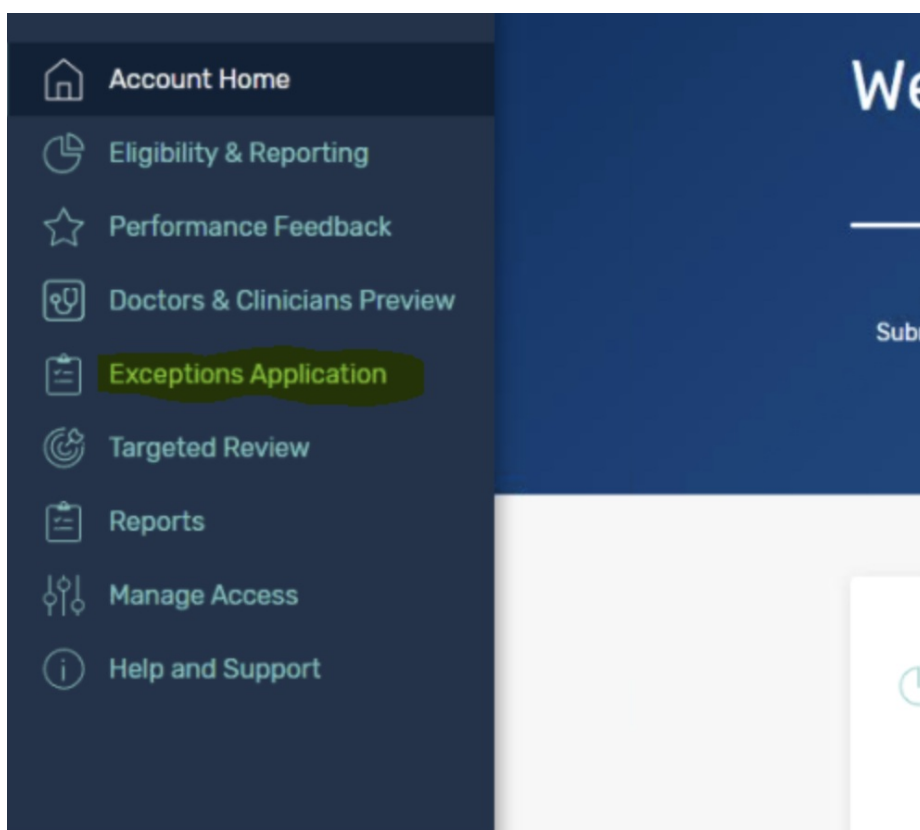 Account Home
Eligibility & Reporting
Performance Feedback
Doctors & Clinicians Preview
Exceptions Application
Targeted Review
Reports
Manage Access
Help and Support
We
Sub